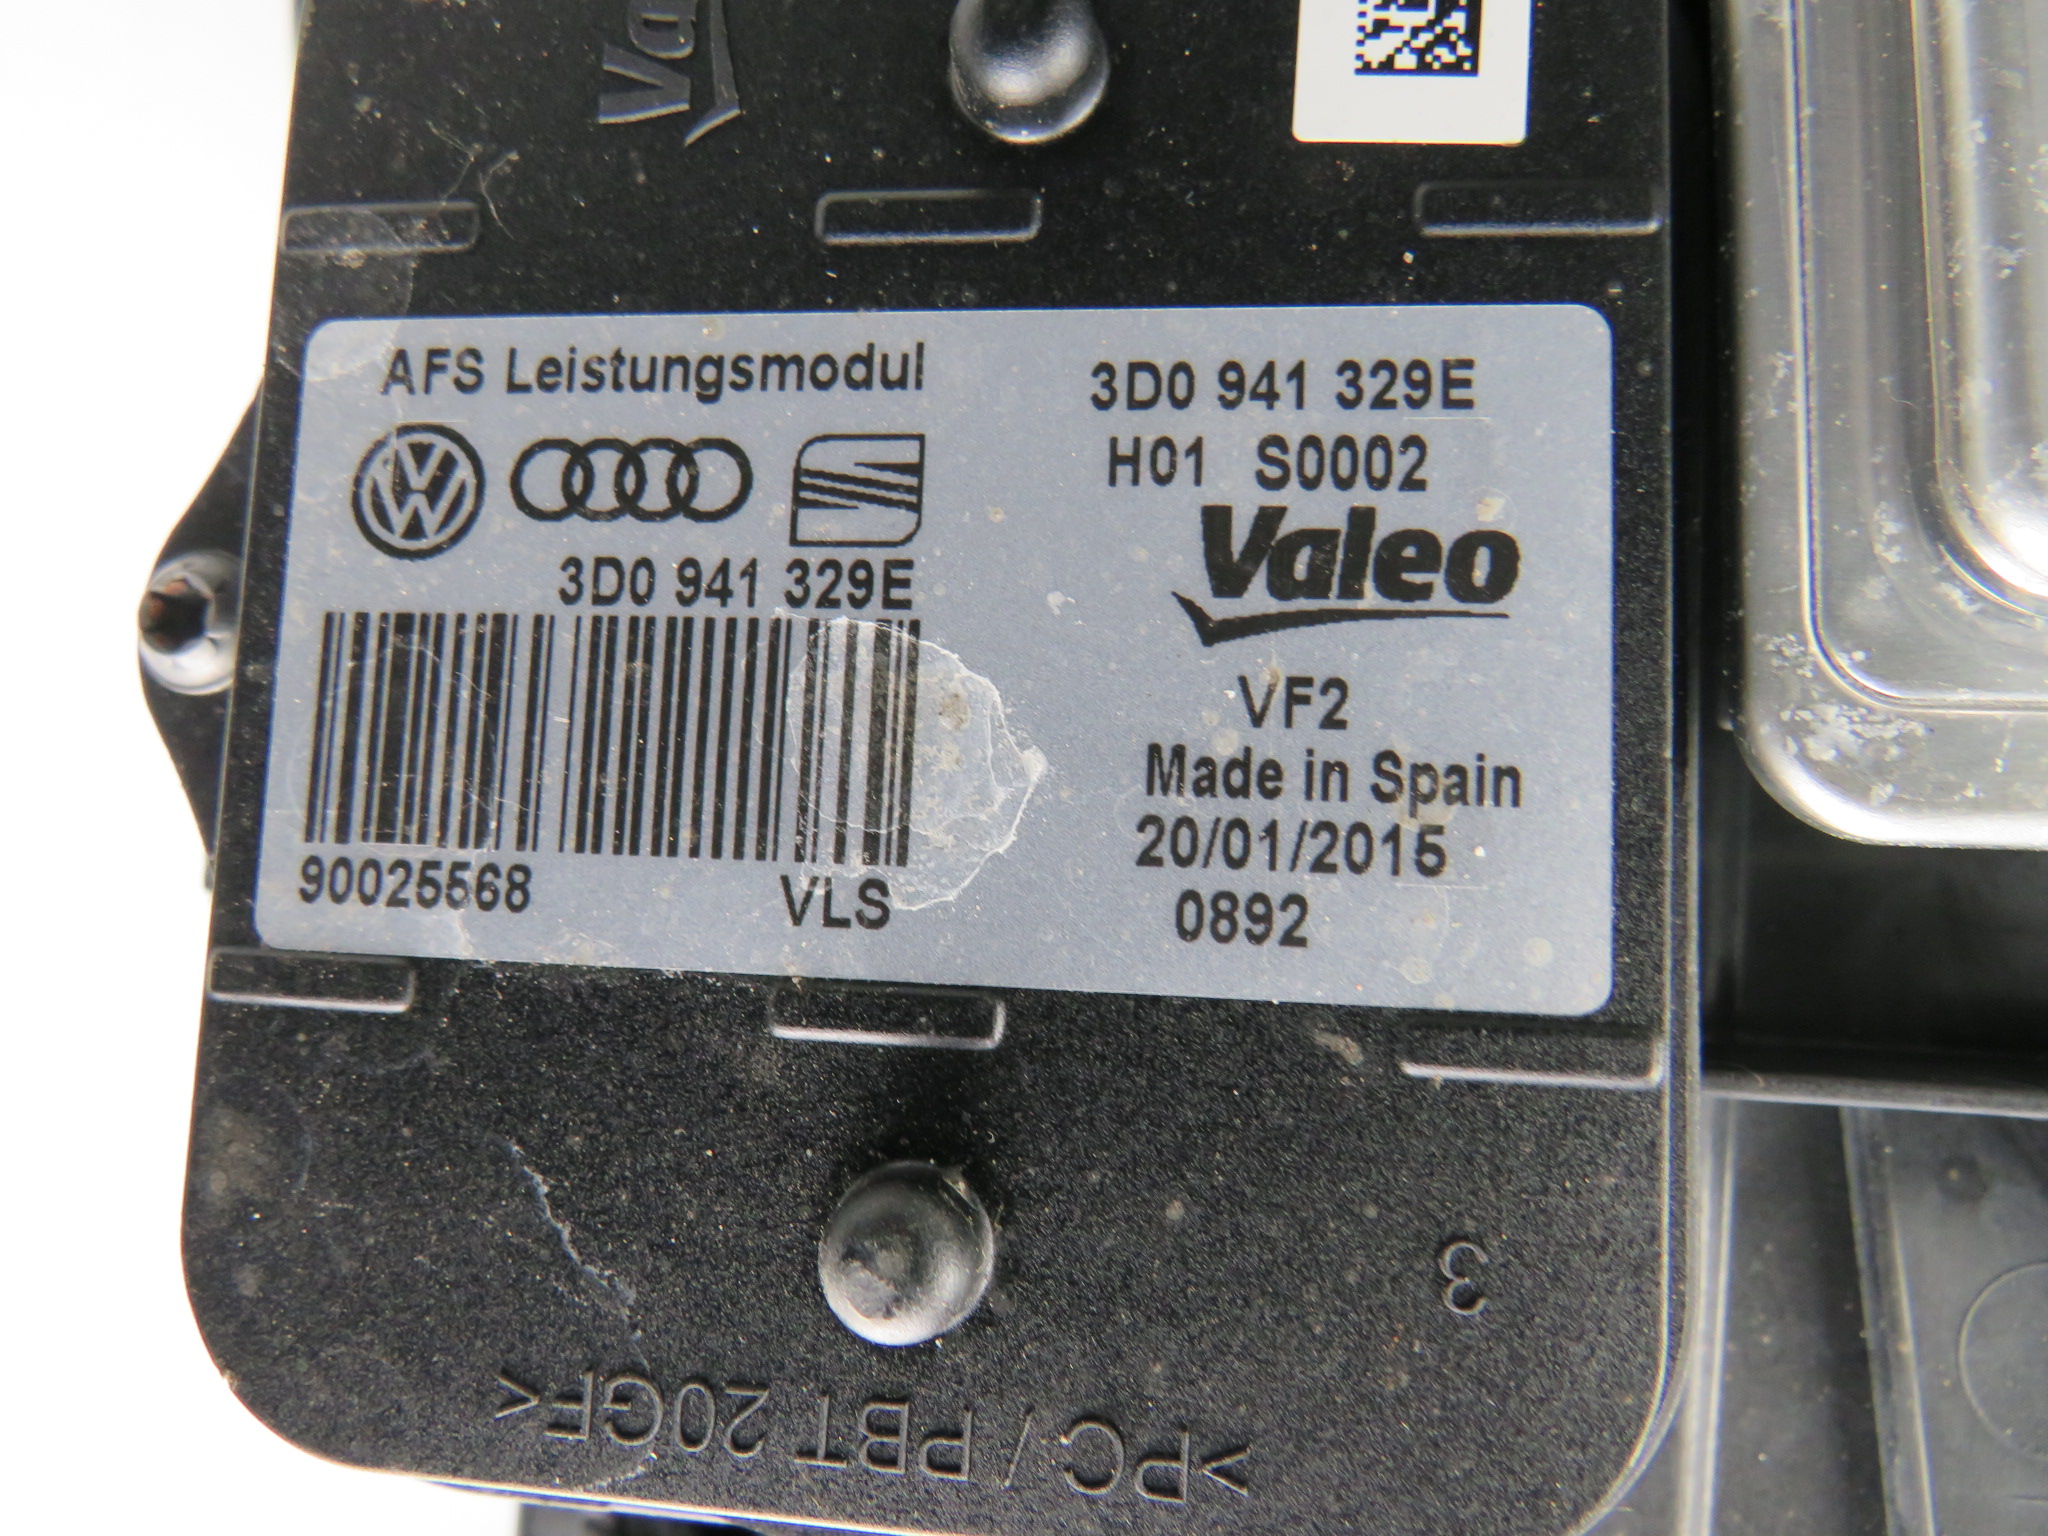 Va
AFS Leistungsmodul
3D0 941 329E
90025568 VLS
3D0 941 329E
H01 S0002
Valeo
VF2
Made in Spain
20/01/2015
0892
3
>PC / PBT 20GF<